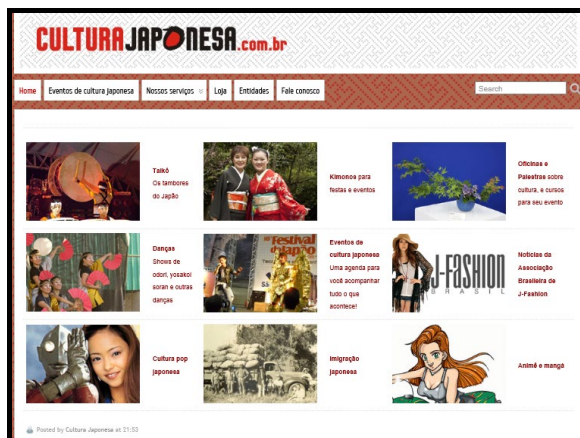 CULTURAJAPONESA.com.br
Home Eventos de cultura japonesa Nossos serviços Loja Entidades Fale conosco
Search
Taikô
Os tambores
do Japão
Kimonos para
festas e eventos
Oficinas e
Palestras sobre
cultura, e cursos
para seu evento
Danças
Shows de
odori, yosakoi
soran e outras
danças
festival
do Japão
Eventos de
cultura japonesa
Uma agenda para
você acompanhar
tudo o que
acontece!
J-FASHION
BRASIL
Notícias da
Associação
Brasileira de
J-Fashion
Cultura pop
japonesa
Imigração
japonesa
Animê e mangá
Posted by Cultura Japonesa at 21:53